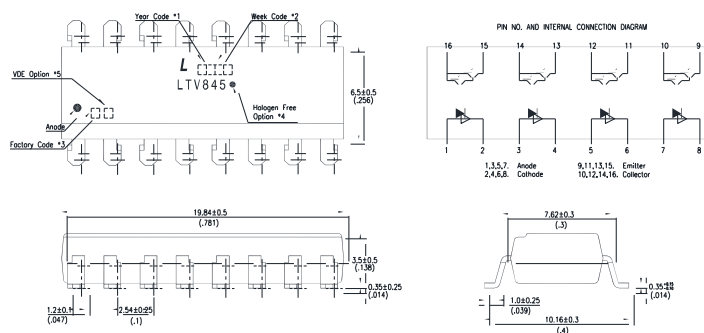 Year Code *1
Week Code *2
VDE Option *5
L
LTV845
Halogen Free
Option *4
Anode
Factory Code *3
6.5±0.5
(.256)
PIN NO. AND INTERNAL CONNECTION DIAGRAM
16 15 14 13 12 11 10 9
1 2 3 4 5 6 7 8
1,3,5,7. Anode 9,11,13,15. Emitter
2,4,6,8. Cathode 10,12,14,16. Collector
19.84±0.5
(.781)
3.5±0.5
(.138)
0.35±0.25
(.014)
1.2±0.1
(.047)
2.54±0.25
(.1)
7.62±0.3
(.3)
0.35
(.014)
1.0±0.25
(.039)
10.16±0.3
(.4)